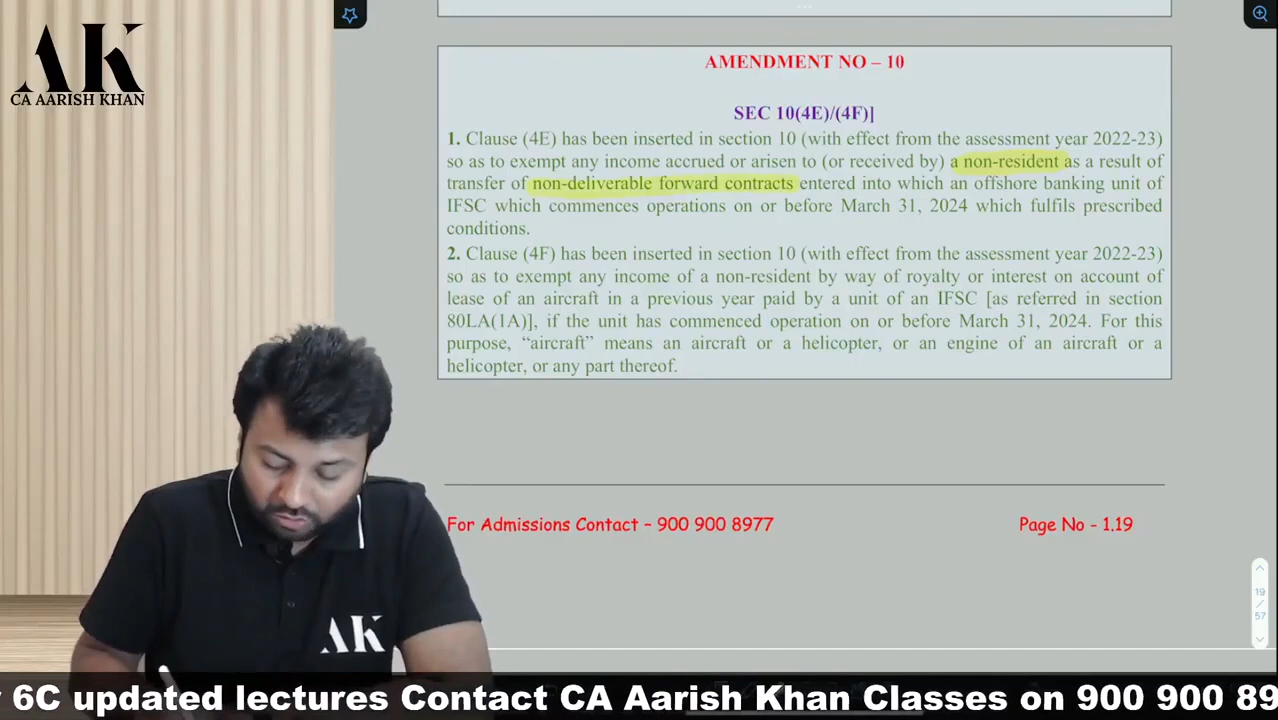 AK
CA AARISH KHAN
AMENDMENT NO – 10
SEC 10(4E)/(4F)]
1. Clause (4E) has been inserted in section 10 (with effect from the assessment year 2022-23)
so as to exempt any income accrued or arisen to (or received by) a non-resident as a result of
transfer of non-deliverable forward contracts entered into which an offshore banking unit of
IFSC which commences operations on or before March 31, 2024 which fulfils prescribed
conditions.
2. Clause (4F) has been inserted in section 10 (with effect from the assessment year 2022-23)
so as to exempt any income of a non-resident by way of royalty or interest on account of
lease of an aircraft in a previous year paid by a unit of an IFSC [as referred in section
80LA(1A)], if the unit has commenced operation on or before March 31, 2024. For this
purpose, “aircraft” means an aircraft or a helicopter, or an engine of an aircraft or a
helicopter, or any part thereof.
For Admissions Contact – 900 900 8977
Page No - 1.19
19
/
57
AK
6C updated lectures Contact CA Aarish Khan Classes on 900 900 89